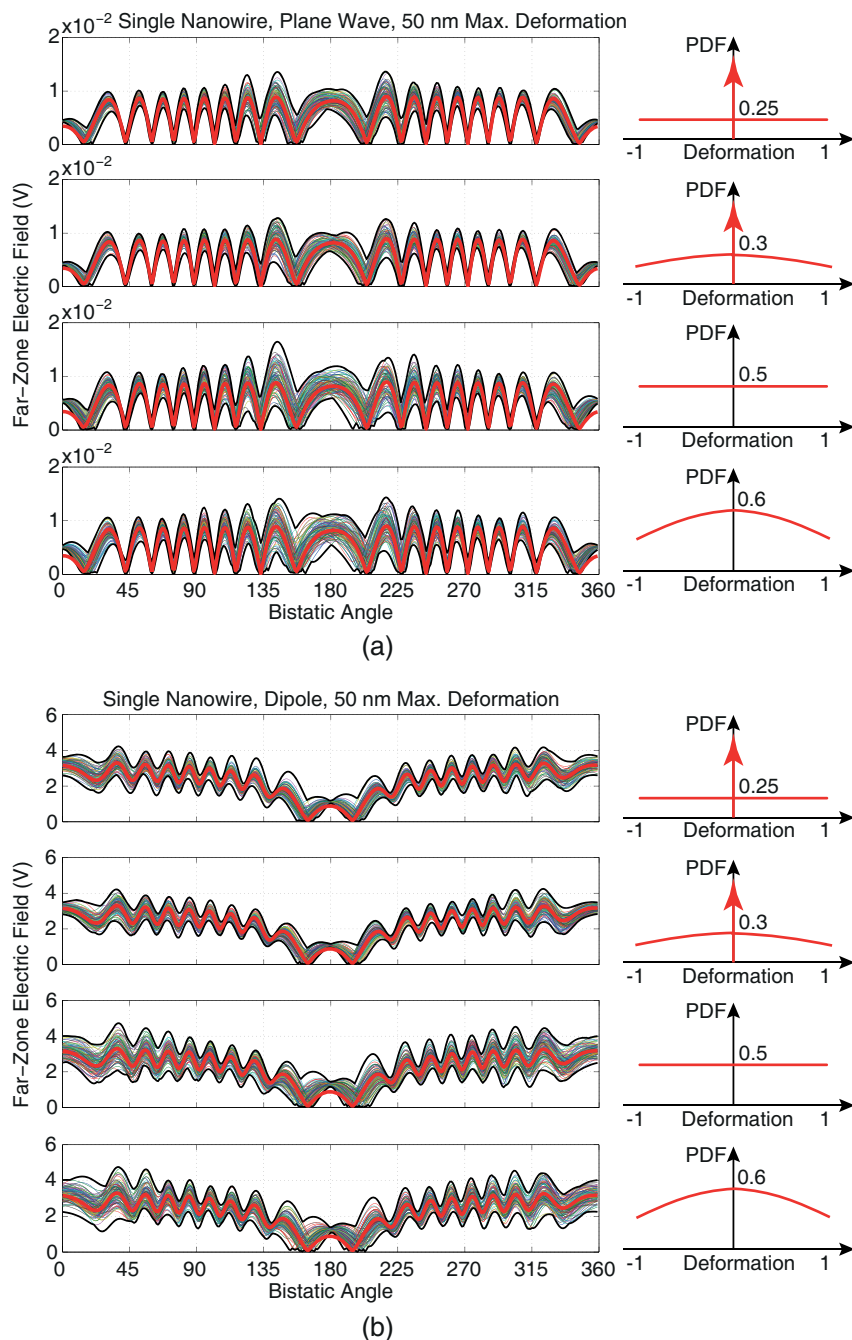 Single Nanowire, Plane Wave, 50 nm Max. Deformation
Far-Zone Electric Field (V)
2x10-2
1
0
PDF
0.25
-1 Deformation 1
2x10-2
1
0
PDF
0.3
-1 Deformation 1
2x10-2
1
0
PDF
0.5
-1 Deformation 1
2x10-2
1
0
PDF
0.6
-1 Deformation 1
0 45 90 135 180 225 270 315 360
Bistatic Angle
(a)
Single Nanowire, Dipole, 50 nm Max. Deformation
Far-Zone Electric Field (V)
6
4
2
0
PDF
0.25
-1 Deformation 1
6
4
2
0
PDF
0.3
-1 Deformation 1
6
4
2
0
PDF
0.5
-1 Deformation 1
6
4
2
0
PDF
0.6
-1 Deformation 1
0 45 90 135 180 225 270 315 360
Bistatic Angle
(b)